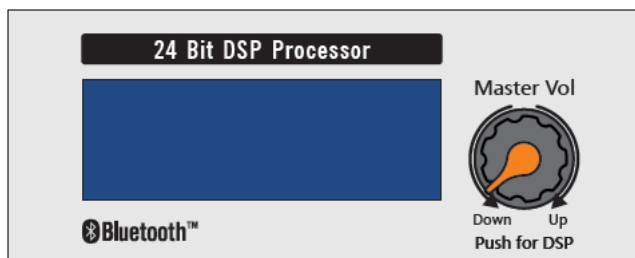 24 Bit DSP Processor
Master Vol
Down Up
Bluetooth™
Push for DSP